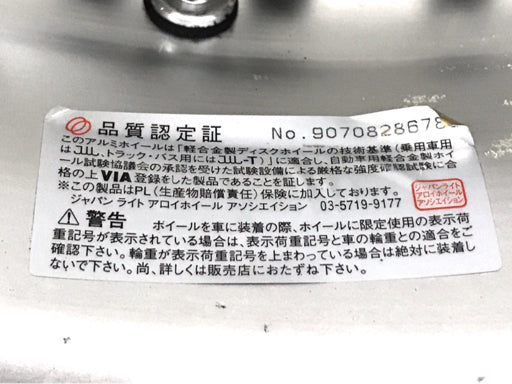 品質認定証 No.9070828678
このアルミホイールは「軽合金製ディスクホイールの技術基準(乗用車用
はJWL、トラック・バス用にはJWL-T)」に適合し、自動車用軽合金製ホイ
ール試験協議会の承認を受けた試験設備による厳格な強度確認試験に合
格の上VIA登録をした製品であることを証します。
※この製品はPL(生産物賠償責任)保険に加入しております。
ジャパン ライト アロイホイール アソシエイション 03-5719-9177
ジャパンライト
アロイホイール
アソシエイション
警告 ホイールを車に装着の際、ホイールに限定使用の表示荷
重記号が表示されている場合は、表示荷重記号と車の輪重との適合をご
確認下さい。輪重が表示荷重記号を上まわっている場合は絶対に装着し
ないで下さい。尚、詳しくは販売店におたずね下さい。